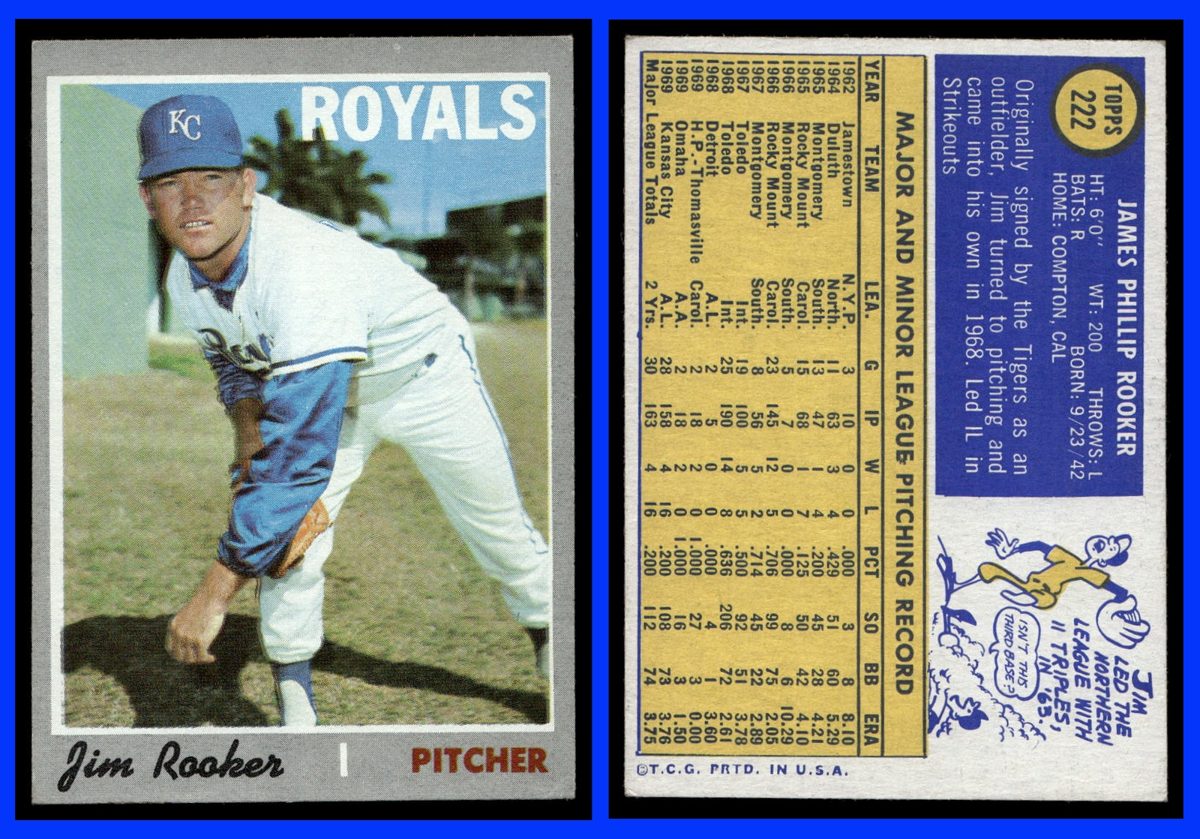 ROYALS
KC
Jim Rooker
PITCHER
TOPPS
222
JAMES PHILLIP ROOKER
HT: 6'0" WT: 200 THROWS: L
BATS: R BORN: 9/23/42
HOME: COMPTON, CAL
Originally signed by the Tigers as an
outfielder, Jim turned to pitching and
came into his own in 1968. Led IL in
Strikeouts
JIM
LED THE
NORTHERN
LEAGUE WITH
11 TRIPLES,
IN '63.
ISN'T THIS
THIRD BASE?
MAJOR AND MINOR LEAGUE PITCHING RECORD
YEAR TEAM LEA G IP W L PCT SO BB ERA
1962 Jamestown N.Y.P. 3 10 0 0 .000 3 8 8.10
1964 Duluth North. 11 63 3 4 .429 51 60 5.29
1965 Montgomery South. 13 47 1 4 .200 45 28 4.21
1965 Rocky Mount Carol. 15 68 1 7 .125 50 42 4.10
1966 Montgomery South. 5 7 0 0 .000 8 6 10.29
1966 Rocky Mount Carol. 23 145 12 5 .706 99 75 2.05
1967 Montgomery South. 8 56 5 2 .714 45 22 2.89
1967 Toledo Int. 19 100 5 5 .500 92 51 3.78
1968 Toledo Int. 25 190 14 8 .636 206 72 2.61
1968 Detroit A.L. 2 5 0 0 .000 4 1 3.60
1969 H.P.-Thomasville Carol. 2 18 2 0 1.000 27 3 0.00
1969 Omaha A.A. 2 18 2 0 1.000 16 3 1.50
1969 Kansas City A.L. 28 158 4 16 .200 108 73 3.76
Major League Totals 2 Yrs. 30 163 4 16 .200 112 74 3.75
©T.C.G. PRTD. IN U.S.A.